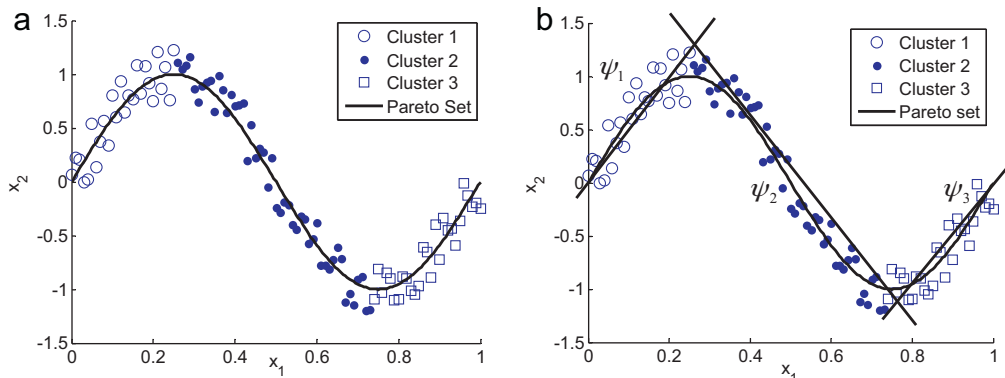 a
1.5
1
0.5
0
-0.5
-1
-1.5
0
0.2
0.4
0.6
0.8
1
x1
x2
Cluster 1
Cluster 2
Cluster 3
Pareto Set
b
1.5
1
0.5
0
-0.5
-1
-1.5
0
0.2
0.4
0.6
0.8
1
x1
x2
Cluster 1
Cluster 2
Cluster 3
Pareto set
ψ1
ψ2
ψ3